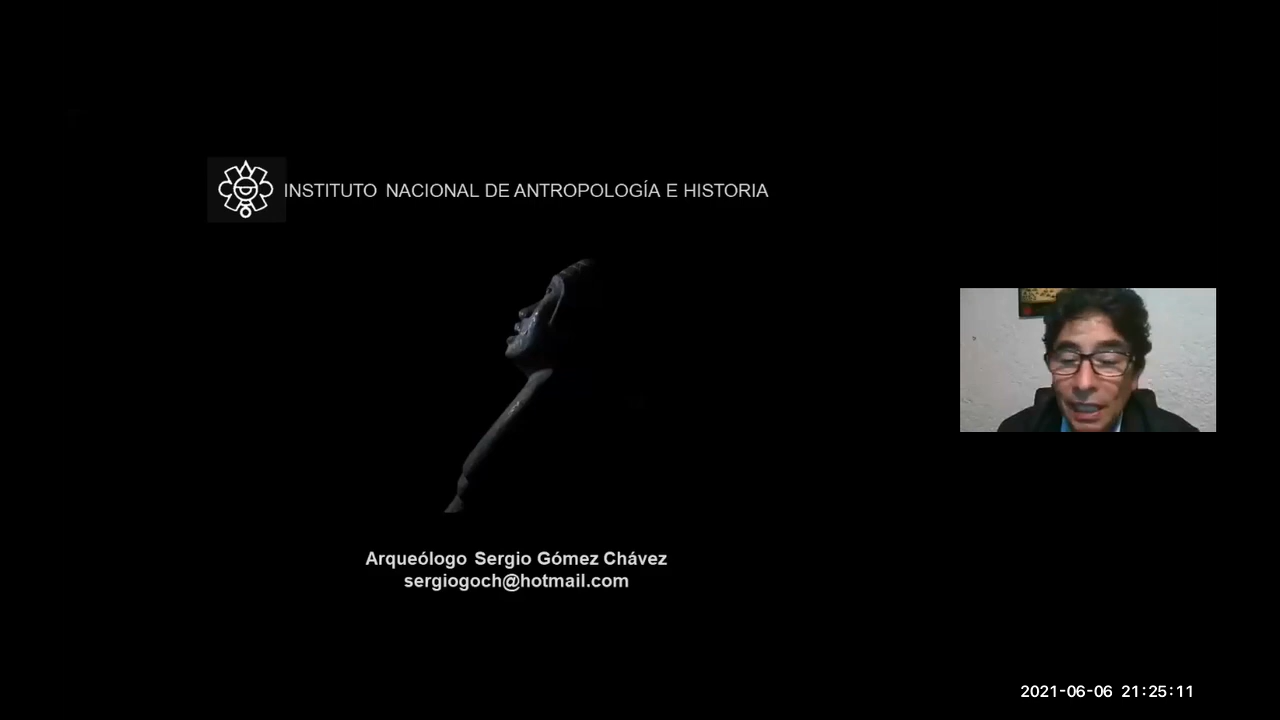 INSTITUTO NACIONAL DE ANTROPOLOGÍA E HISTORIA
Arqueólogo Sergio Gómez Chávez
sergiogoch@hotmail.com
2021-06-06 21:25:11